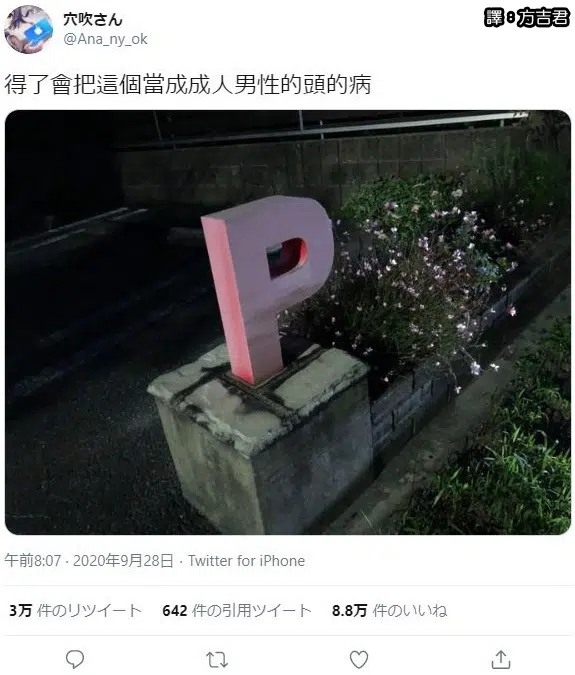 穴吹さん
@Ana_ny_ok
譯8方吉君
得了會把這個當成成人男性的頭的病
P
午前8:07 · 2020年9月28日 · Twitter for iPhone
3万 件のリツイート 642 件の引用ツイート 8.8万 件のいいね